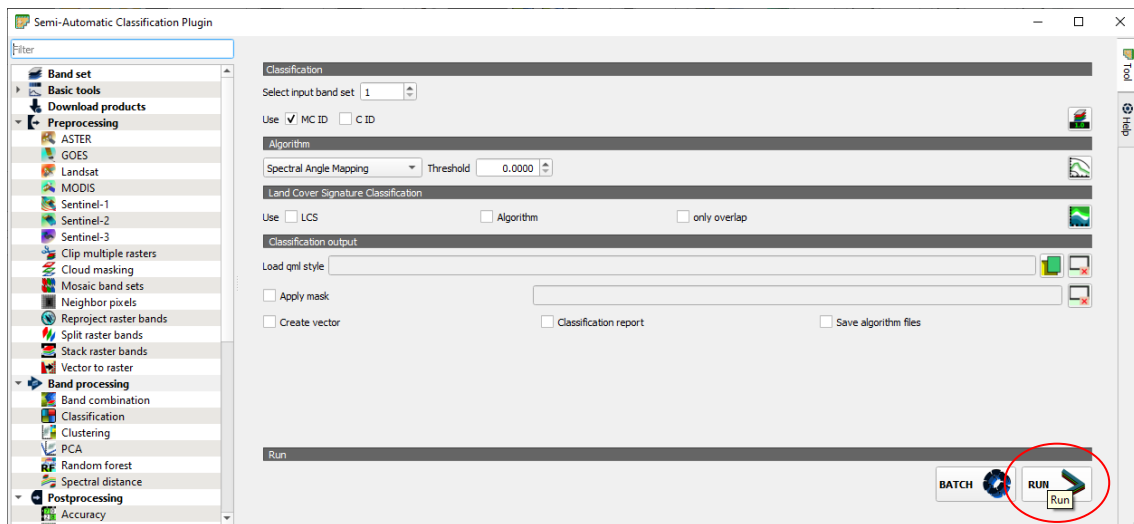 Semi-Automatic Classification Plugin
Filter
Band set
Basic tools
Download products
Preprocessing
ASTER
GOES
Landsat
MODIS
Sentinel-1
Sentinel-2
Sentinel-3
Clip multiple rasters
Cloud masking
Mosaic band sets
Neighbor pixels
Reproject raster bands
Split raster bands
Stack raster bands
Vector to raster
Band processing
Band combination
Classification
Clustering
PCA
RF Random forest
Spectral distance
Postprocessing
Accuracy
Classification
Select input band set 1
Use MC ID C ID
Algorithm
Spectral Angle Mapping Threshold 0.0000
Land Cover Signature Classification
Use LCS Algorithm only overlap
Classification output
Load qml style
Apply mask
Create vector Classification report Save algorithm files
Run
BATCH RUN
Run
Tool
Help